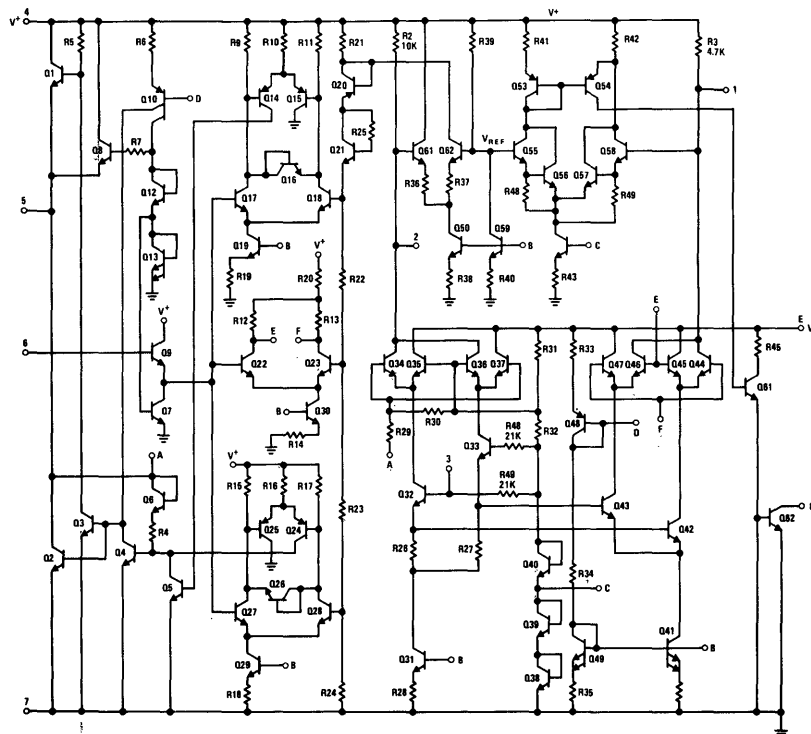 V+ 4 V+
R5 R6 R9 R10 R11 R21 R2 10K R39 R41 R42 R3 4.7K
Q1 Q10 D Q14 Q15 Q20 Q53 Q54 1
Q8 R7 R25 Q61 Q62 VREF Q55 Q58
Q12 Q16 Q21 R36 R37 R48 Q56 Q57 R49
5 Q17 Q18
Q13 Q19 B V+ 2 Q50 Q59 B C
R19 R20 R22 R38 R40 R43
V+ R12 R13 E E V
6 Q9 E F R31 R33 R46
Q22 Q23 Q34 Q35 Q36 Q37 Q47 Q46 Q45 Q44 Q61
Q7 B Q30 R30 R32 F
A R14 R29 A Q33 R48 21K Q48 D
V+ 3
Q6 R15 R16 R17 Q32 R49 21K Q43
R4 R23 Q62
Q3 Q25 Q24 Q42
Q2 Q4 R26 R27 Q40 R34
Q5 Q26 C
Q27 Q28 Q39
Q29 B Q31 B Q49 Q41 B
Q38
R18 R24 R28 R35
7